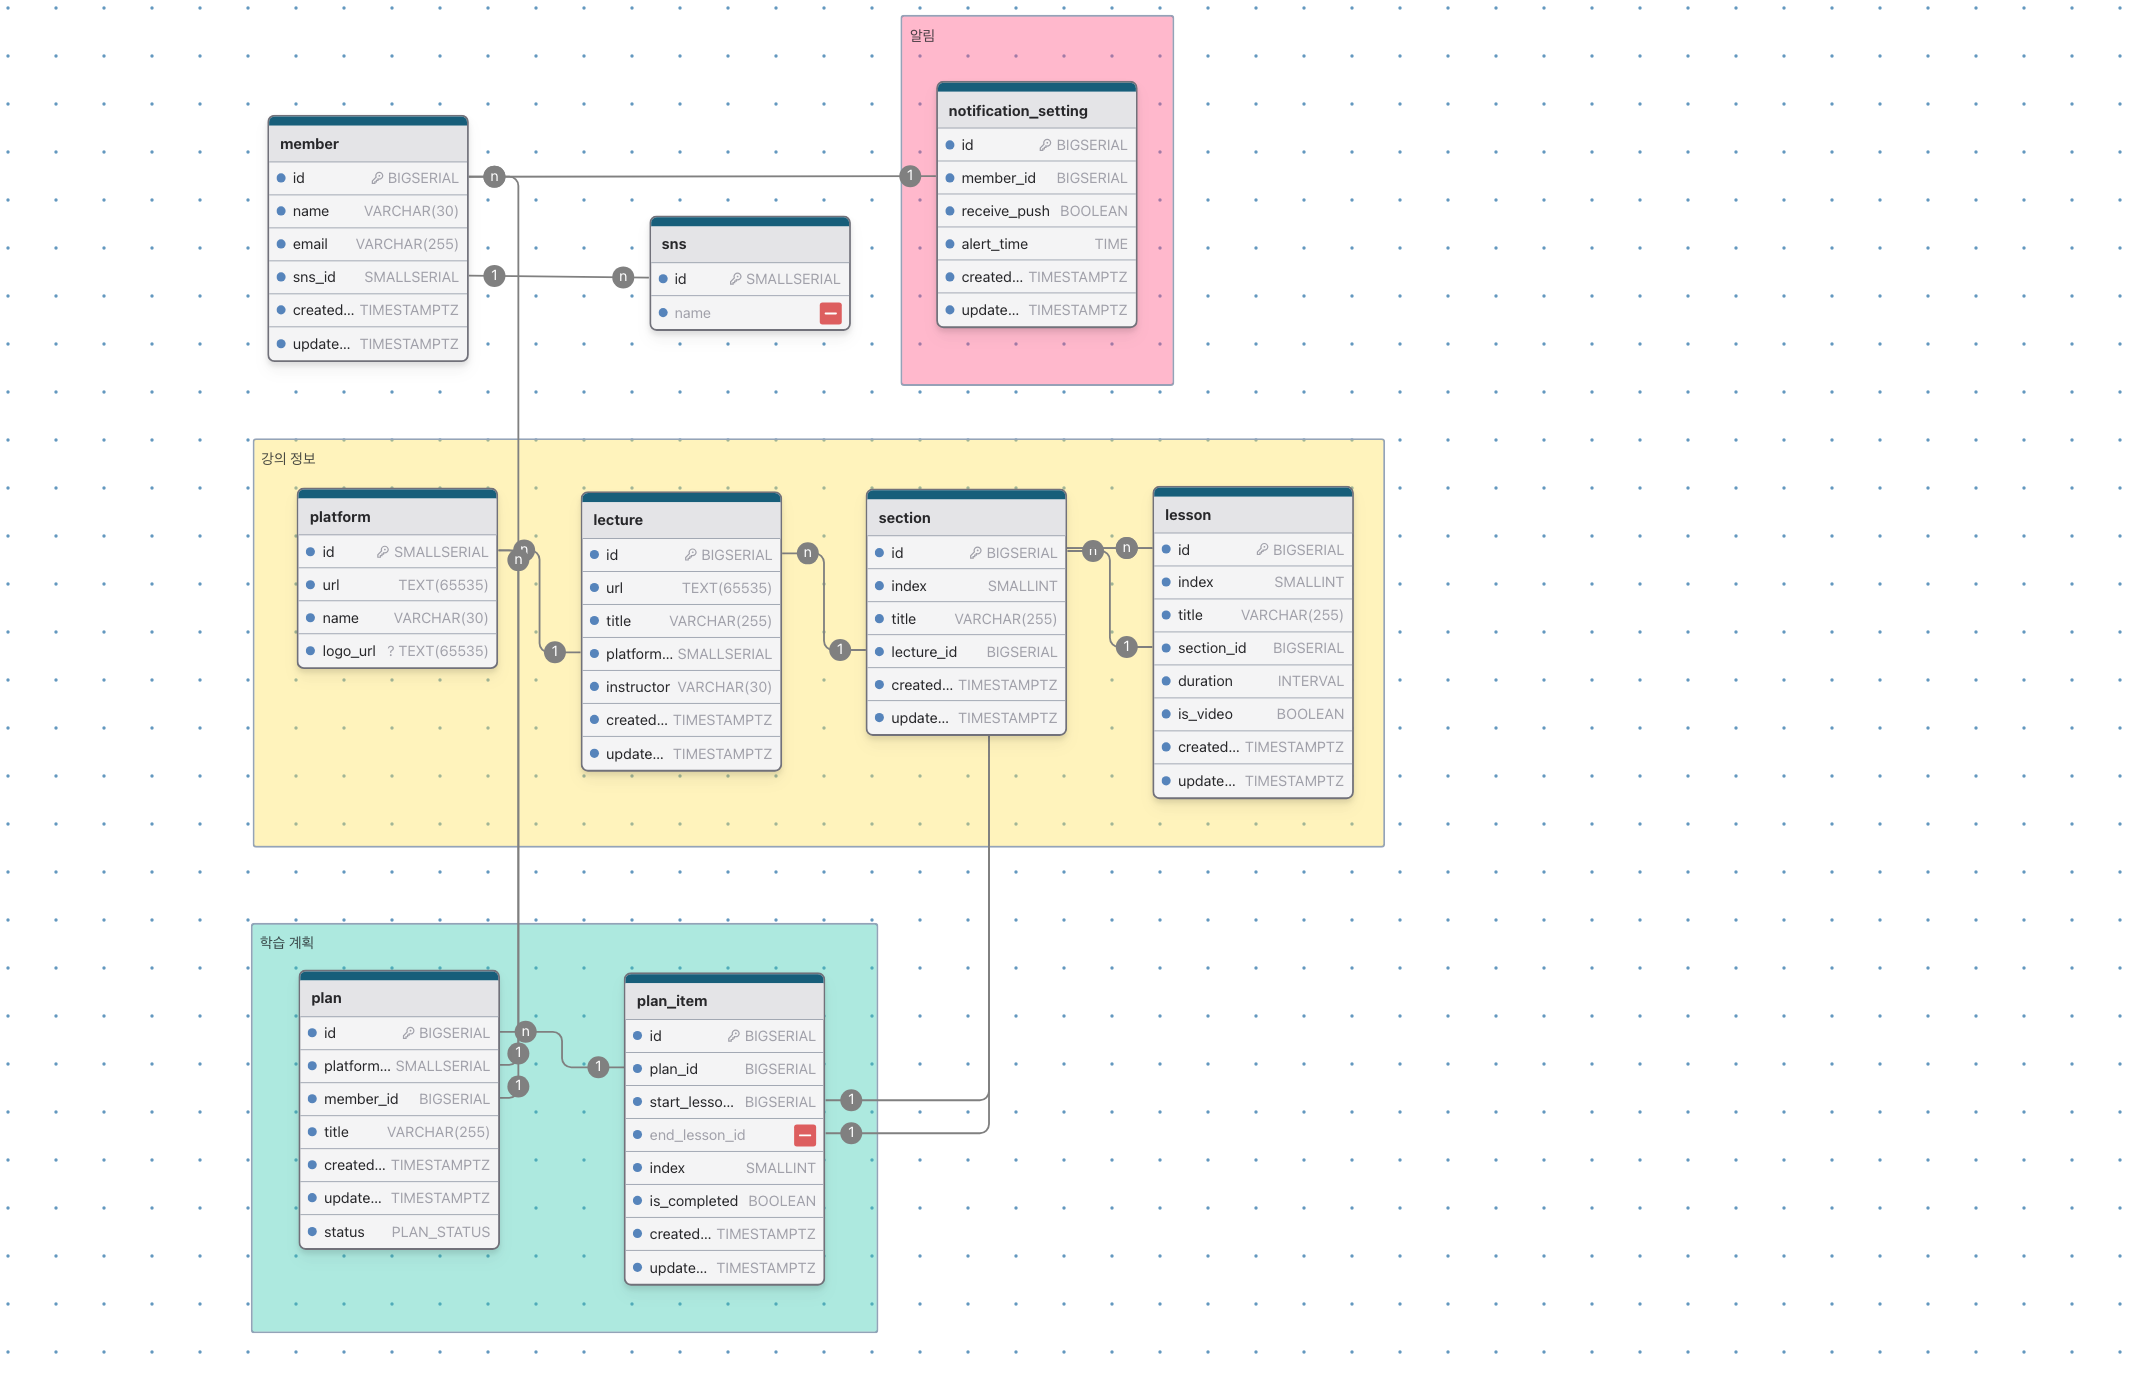 알림
notification_setting
id BIGSERIAL
member_id BIGSERIAL
receive_push BOOLEAN
alert_time TIME
created... TIMESTAMPTZ
update... TIMESTAMPTZ
member
id BIGSERIAL
name VARCHAR(30)
email VARCHAR(255)
sns_id SMALLSERIAL
created... TIMESTAMPTZ
update... TIMESTAMPTZ
n
1
1
n
sns
id SMALLSERIAL
name
강의 정보
platform
id SMALLSERIAL
url TEXT(65535)
name VARCHAR(30)
logo_url ? TEXT(65535)
n
n
1
lecture
id BIGSERIAL
url TEXT(65535)
title VARCHAR(255)
platform... SMALLSERIAL
instructor VARCHAR(30)
created... TIMESTAMPTZ
update... TIMESTAMPTZ
n
1
section
id BIGSERIAL
index SMALLINT
title VARCHAR(255)
lecture_id BIGSERIAL
created... TIMESTAMPTZ
update... TIMESTAMPTZ
n
n
1
lesson
id BIGSERIAL
index SMALLINT
title VARCHAR(255)
section_id BIGSERIAL
duration INTERVAL
is_video BOOLEAN
created... TIMESTAMPTZ
update... TIMESTAMPTZ
학습 계획
plan
id BIGSERIAL
platform... SMALLSERIAL
member_id BIGSERIAL
title VARCHAR(255)
created... TIMESTAMPTZ
update... TIMESTAMPTZ
status PLAN_STATUS
n
1
1
1
plan_item
id BIGSERIAL
plan_id BIGSERIAL
start_lesso... BIGSERIAL
end_lesson_id
index SMALLINT
is_completed BOOLEAN
created... TIMESTAMPTZ
update... TIMESTAMPTZ
1
1